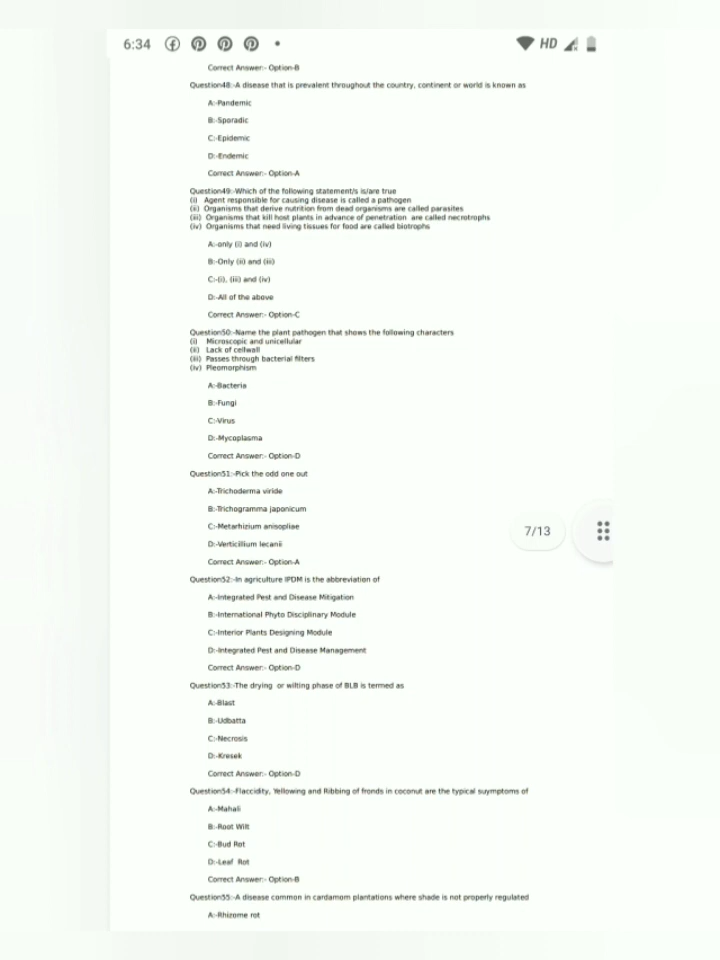 6:34
HD
Correct Answer:- Option-B
Question48:-A disease that is prevalent throughout the country, continent or world is known as
A:-Pandemic
B:-Sporadic
C:-Epidemic
D:-Endemic
Correct Answer:- Option-A
Question49:-Which of the following statement/s is/are true
(i) Agent responsible for causing disease is called a pathogen
(ii) Organisms that derive nutrition from dead organisms are called parasites
(iii) Organisms that kill host plants in advance of penetration are called necrotrophs
(iv) Organisms that need living tissues for food are called biotrophs
A:-only (i) and (iv)
B:-Only (ii) and (iii)
C:-(i), (iii) and (iv)
D:-All of the above
Correct Answer:- Option-C
Question50:-Name the plant pathogen that shows the following characters
(i) Microscopic and unicellular
(ii) Lack of cellwall
(iii) Passes through bacterial filters
(iv) Pleomorphism
A:-Bacteria
B:-Fungi
C:-Virus
D:-Mycoplasma
Correct Answer:- Option-D
Question51:-Pick the odd one out
A:-Trichoderma viride
B:-Trichogramma japonicum
C:-Metarhizium anisopliae
D:-Verticillium lecanii
Correct Answer:- Option-A
7/13
Question52:-In agriculture IPDM is the abbreviation of
A:-Integrated Pest and Disease Mitigation
B:-International Phyto Disciplinary Module
C:-Interior Plants Designing Module
D:-Integrated Pest and Disease Management
Correct Answer:- Option-D
Question53:-The drying or wilting phase of BLB is termed as
A:-Blast
B:-Udbatta
C:-Necrosis
D:-Kresek
Correct Answer:- Option-D
Question54:-Flaccidity, Yellowing and Ribbing of fronds in coconut are the typical suymptoms of
A:-Mahali
B:-Root Wilt
C:-Bud Rot
D:-Leaf Rot
Correct Answer:- Option-B
Question55:-A disease common in cardamom plantations where shade is not properly regulated
A:-Rhizome rot